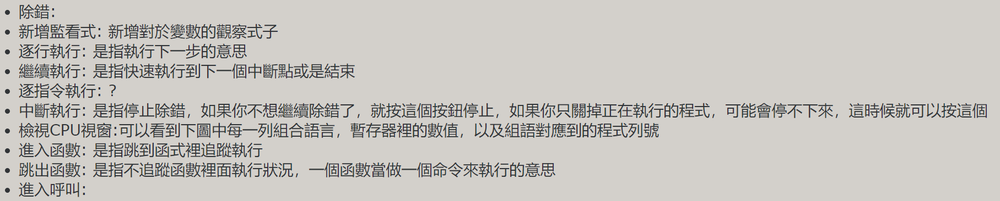 • 除錯:
• 新增監看式: 新增對於變數的觀察式子
• 逐行執行: 是指執行下一步的意思
• 繼續執行: 是指快速執行到下一個中斷點或是結束
• 逐指令執行: ?
• 中斷執行: 是指停止除錯，如果你不想繼續除錯了，就按這個按鈕停止，如果你只關掉正在執行的程式，可能會停不下來，這時候就可以按這個
• 檢視CPU視窗:可以看到下圖中每一列組合語言，暫存器裡的數值，以及組語對應到的程式列號
• 進入函數: 是指跳到函式裡追蹤執行
• 跳出函數: 是指不追蹤函數裡面執行狀況，一個函數當做一個命令來執行的意思
• 進入呼叫: